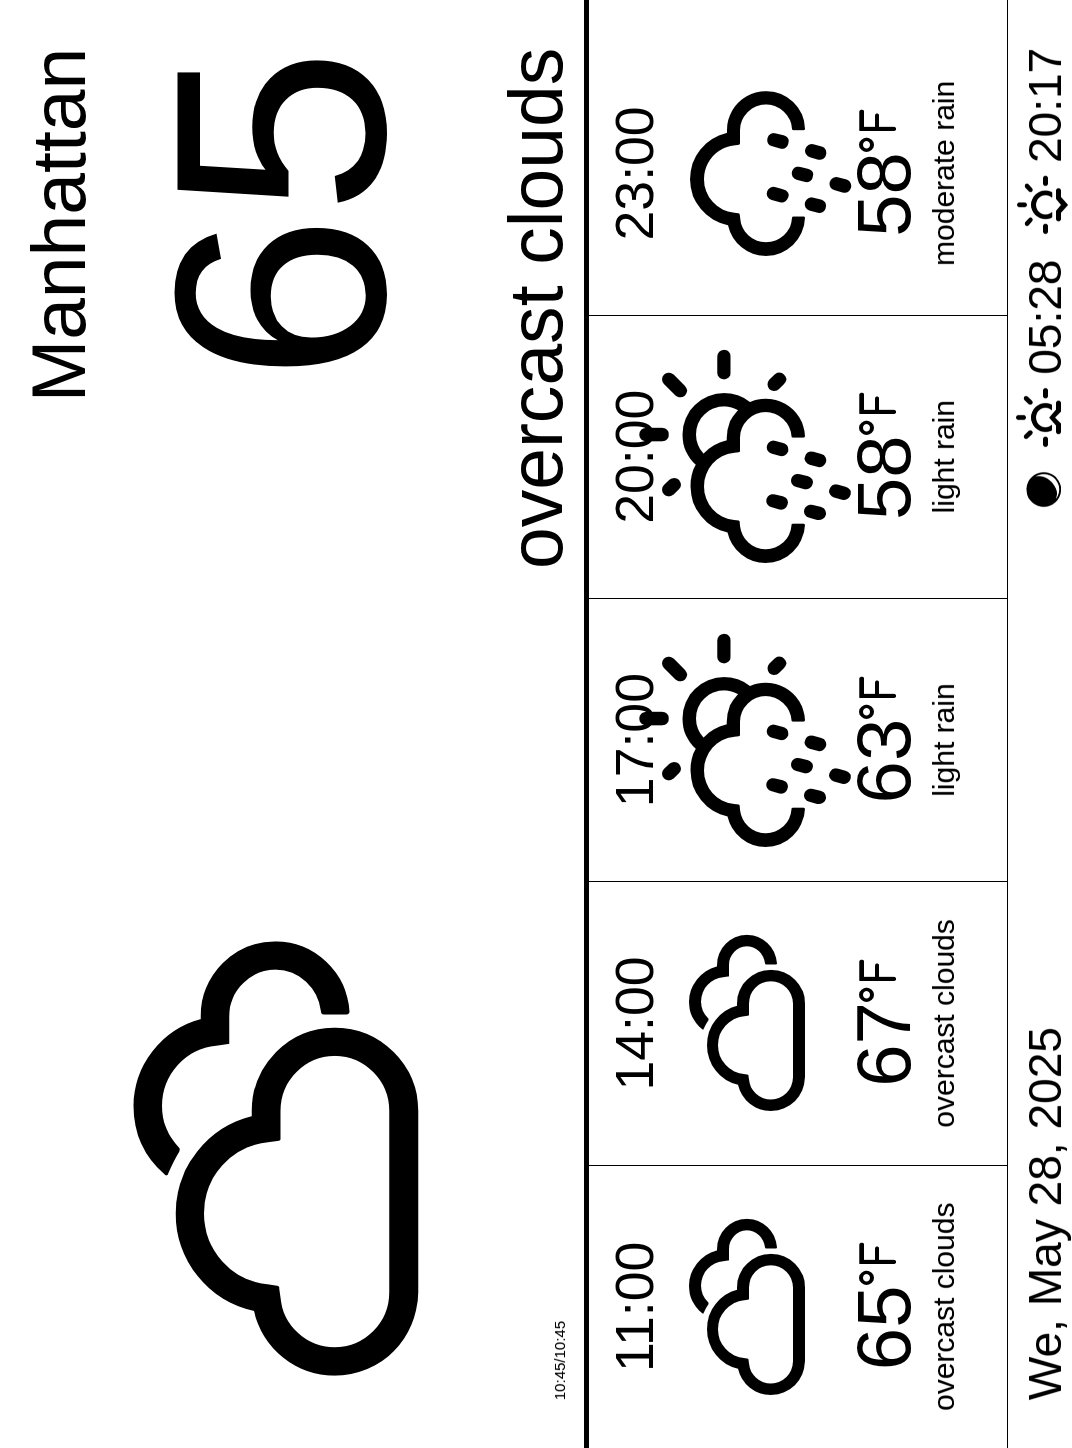 Manhattan
65
overcast clouds
10:45/10:45
11:00
65°F
overcast clouds
14:00
67°F
overcast clouds
17:00
63°F
light rain
20:00
58°F
light rain
23:00
58°F
moderate rain
We, May 28, 2025
05:28
20:17